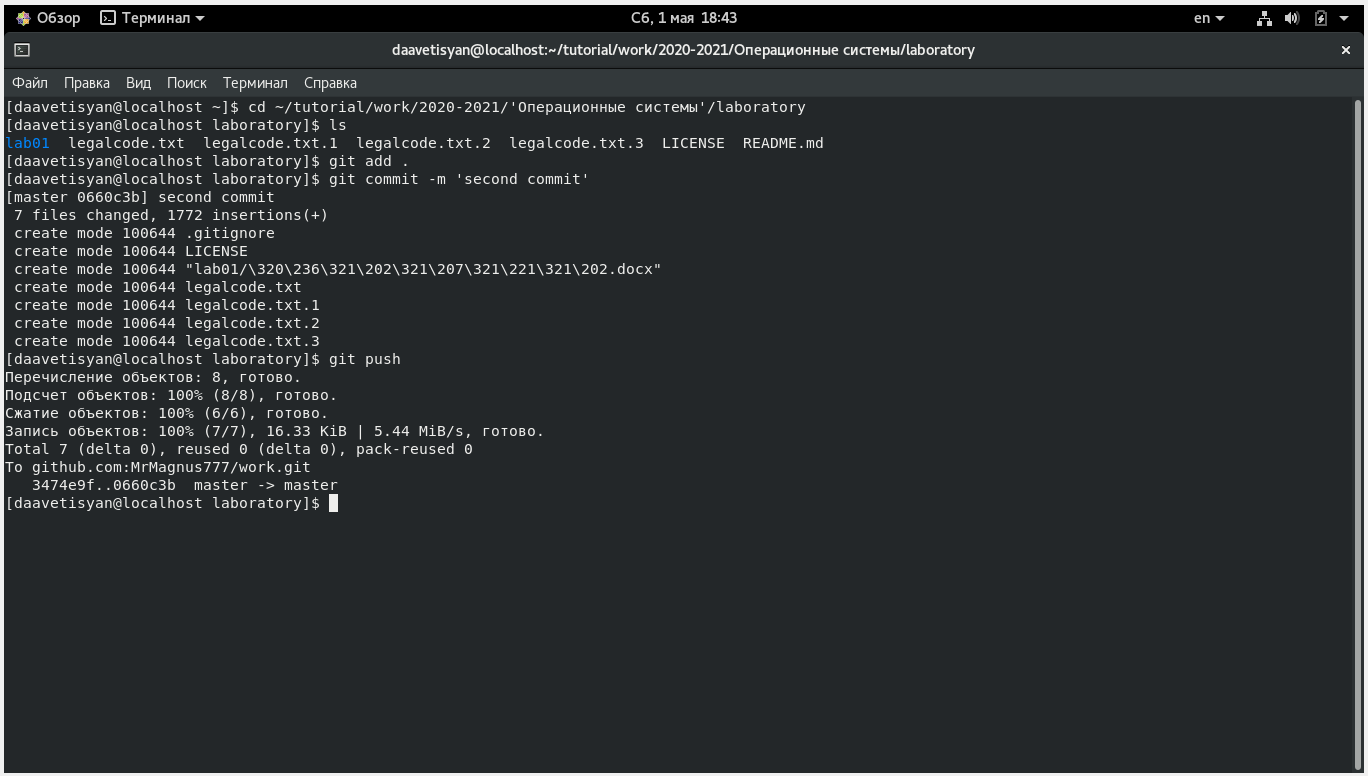 Обзор Терминал Сб, 1 мая 18:43 en
daavetisyan@localhost:~/tutorial/work/2020-2021/Операционные системы/laboratory
Файл Правка Вид Поиск Терминал Справка
[daavetisyan@localhost ~]$ cd ~/tutorial/work/2020-2021/'Операционные системы'/laboratory
[daavetisyan@localhost laboratory]$ ls
lab01  legalcode.txt  legalcode.txt.1  legalcode.txt.2  legalcode.txt.3  LICENSE  README.md
[daavetisyan@localhost laboratory]$ git add .
[daavetisyan@localhost laboratory]$ git commit -m 'second commit'
[master 0660c3b] second commit
 7 files changed, 1772 insertions(+)
 create mode 100644 .gitignore
 create mode 100644 LICENSE
 create mode 100644 "lab01/\320\236\321\202\321\207\321\221\321\202.docx"
 create mode 100644 legalcode.txt
 create mode 100644 legalcode.txt.1
 create mode 100644 legalcode.txt.2
 create mode 100644 legalcode.txt.3
[daavetisyan@localhost laboratory]$ git push
Перечисление объектов: 8, готово.
Подсчет объектов: 100% (8/8), готово.
Сжатие объектов: 100% (6/6), готово.
Запись объектов: 100% (7/7), 16.33 KiB | 5.44 MiB/s, готово.
Total 7 (delta 0), reused 0 (delta 0), pack-reused 0
To github.com:MrMagnus777/work.git
   3474e9f..0660c3b  master -> master
[daavetisyan@localhost laboratory]$